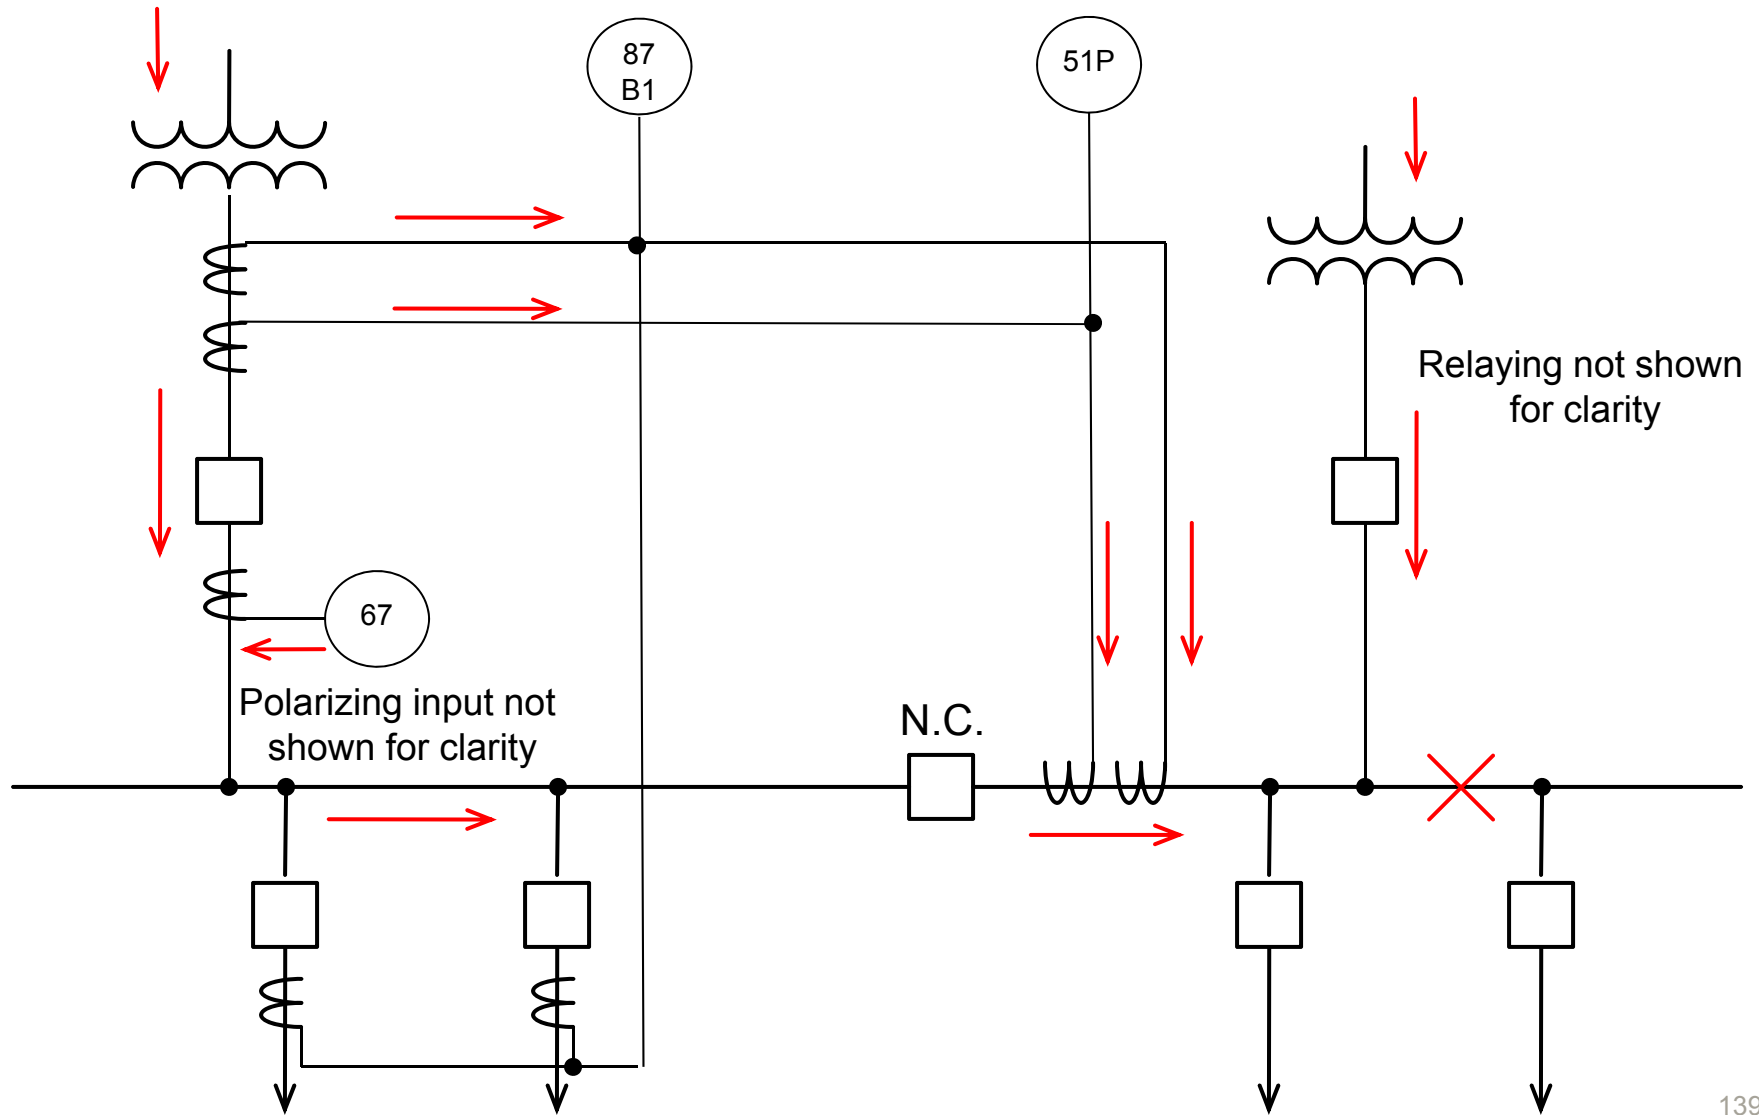 87
B1
51P
Relaying not shown
for clarity
67
Polarizing input not
shown for clarity
N.C.
139